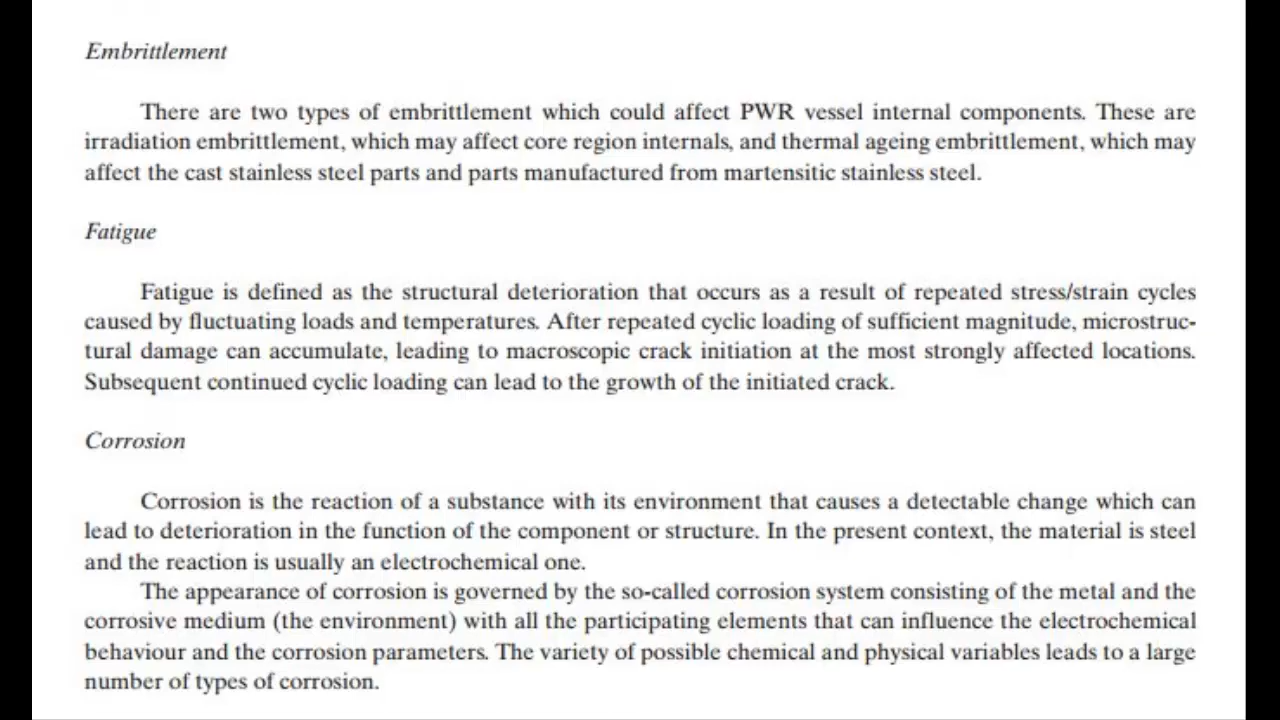 Embrittlement
There are two types of embrittlement which could affect PWR vessel internal components. These are
irradiation embrittlement, which may affect core region internals, and thermal ageing embrittlement, which may
affect the cast stainless steel parts and parts manufactured from martensitic stainless steel.
Fatigue
Fatigue is defined as the structural deterioration that occurs as a result of repeated stress/strain cycles
caused by fluctuating loads and temperatures. After repeated cyclic loading of sufficient magnitude, microstruc-
tural damage can accumulate, leading to macroscopic crack initiation at the most strongly affected locations.
Subsequent continued cyclic loading can lead to the growth of the initiated crack.
Corrosion
Corrosion is the reaction of a substance with its environment that causes a detectable change which can
lead to deterioration in the function of the component or structure. In the present context, the material is steel
and the reaction is usually an electrochemical one.
The appearance of corrosion is governed by the so-called corrosion system consisting of the metal and the
corrosive medium (the environment) with all the participating elements that can influence the electrochemical
behaviour and the corrosion parameters. The variety of possible chemical and physical variables leads to a large
number of types of corrosion.